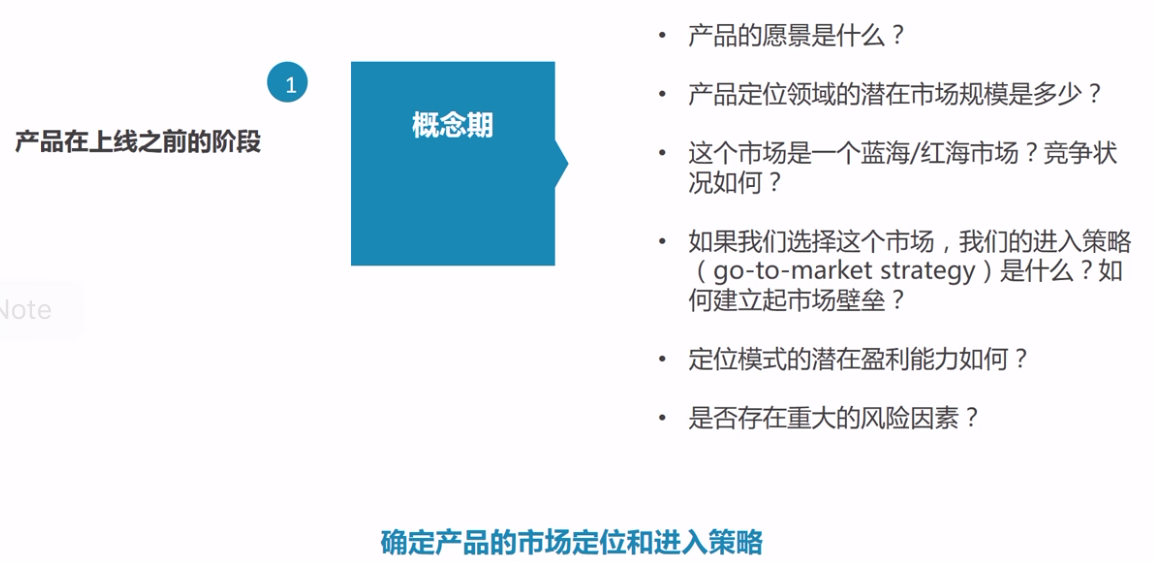 1
产品在上线之前的阶段
概念期
• 产品的愿景是什么？
• 产品定位领域的潜在市场规模是多少？
• 这个市场是一个蓝海/红海市场？竞争状
况如何？
• 如果我们选择这个市场，我们的进入策略
（go-to-market strategy）是什么？如
何建立起市场壁垒？
• 定位模式的潜在盈利能力如何？
• 是否存在重大的风险因素？
Note
确定产品的市场定位和进入策略